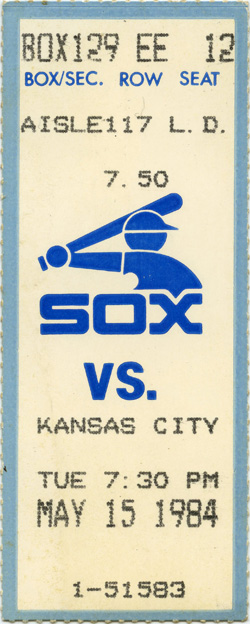 BOX129 EE 12
BOX/SEC. ROW SEAT
AISLE117 L.D.
7.50
SOX
VS.
KANSAS CITY
TUE 7:30 PM
MAY 15 1984
1-51583